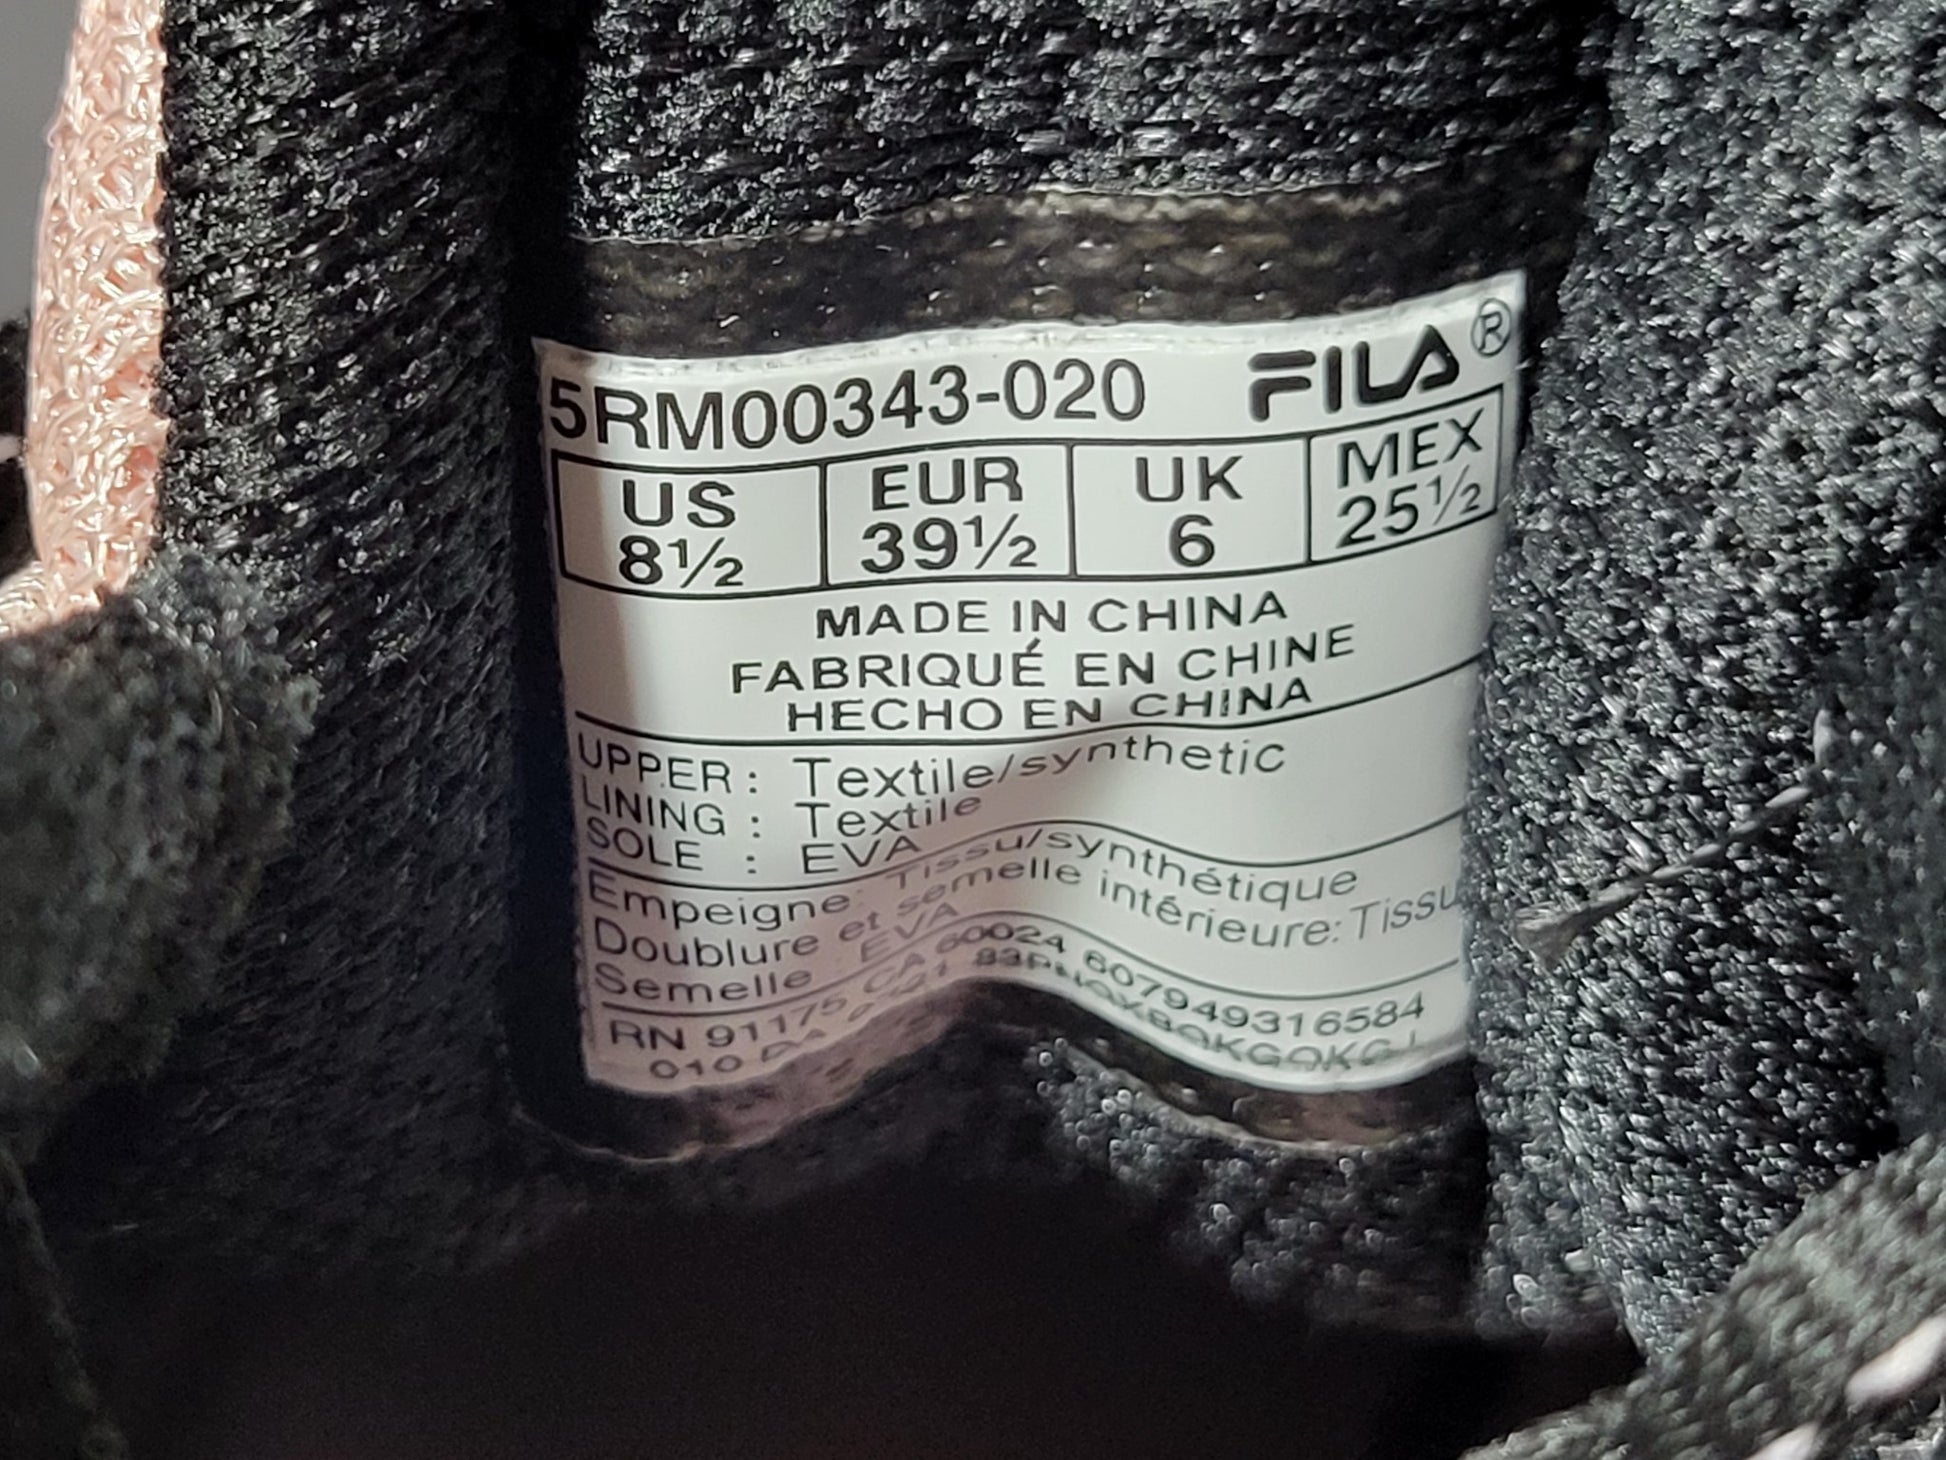 5RM00343-020 FILA®
US EUR UK MEX
8½ 39½ 6 25½
MADE IN CHINA
FABRIQUÉ EN CHINE
HECHO EN CHINA
UPPER : Textile/synthetic
LINING : Textile
SOLE : EVA
Empeigne: Tissu/synthétique
Doublure et semelle intérieure: Tissu
Semelle : EVA
RN 91175 CA 60024 607949316584
010